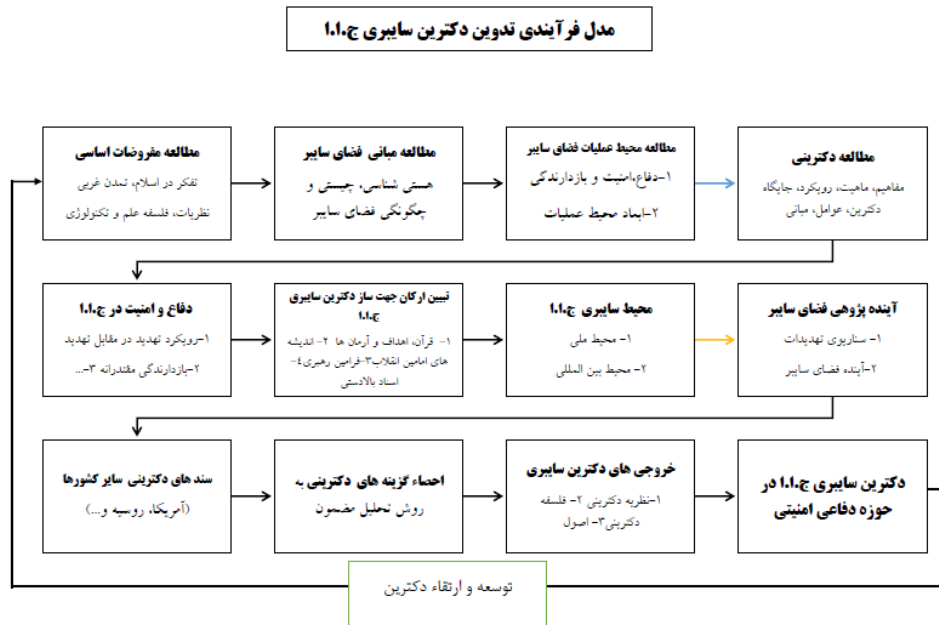 مدل فرآیندی تدوین دکترین سایبری ج.ا.ا
مطالعه مفروضات اساسی
تفکر در اسلام، تمدن غربی
نظریات، فلسفه علم و تکنولوژی
مطالعه مبانی فضای سایبر
هستی شناسی، چیستی و
چگونگی فضای سایبر
مطالعه محیط عملیات فضای سایبر
۱-دفاع،امنیت و بازدارندگی
۲-ابعاد محیط عملیات
مطالعه دکترینی
مفاهیم، ماهیت، رویکرد، جایگاه
دکترین، عوامل، مبانی
دفاع و امنیت در ج.ا.ا
۱-رویکرد تهدید در مقابل تهدید
۲-بازدارندگی مقتدرانه ۳-...
تبیین ارکان جهت ساز دکترین سایبری
ج.ا.ا
۱- قرآن، اهداف و آرمان ها ۲- اندیشه
های امامین انقلاب۳-فرامین رهبری٤-
اسناد بالادستی
محیط سایبری ج.ا.ا
۱- محیط ملی
۲- محیط بین المللی
آینده پژوهی فضای سایبر
۱- سناریوی تهدیدات
۲-آینده فضای سایبر
سند های دکترینی سایر کشورها
(آمریکا، روسیه و...)
احصاء گزینه های دکترینی به
روش تحلیل مضمون
خروجی های دکترین سایبری
۱-نظریه دکترینی ۲- فلسفه
دکترینی۳- اصول
دکترین سایبری ج.ا.ا در
حوزه دفاعی امنیتی
توسعه و ارتقاء دکترین